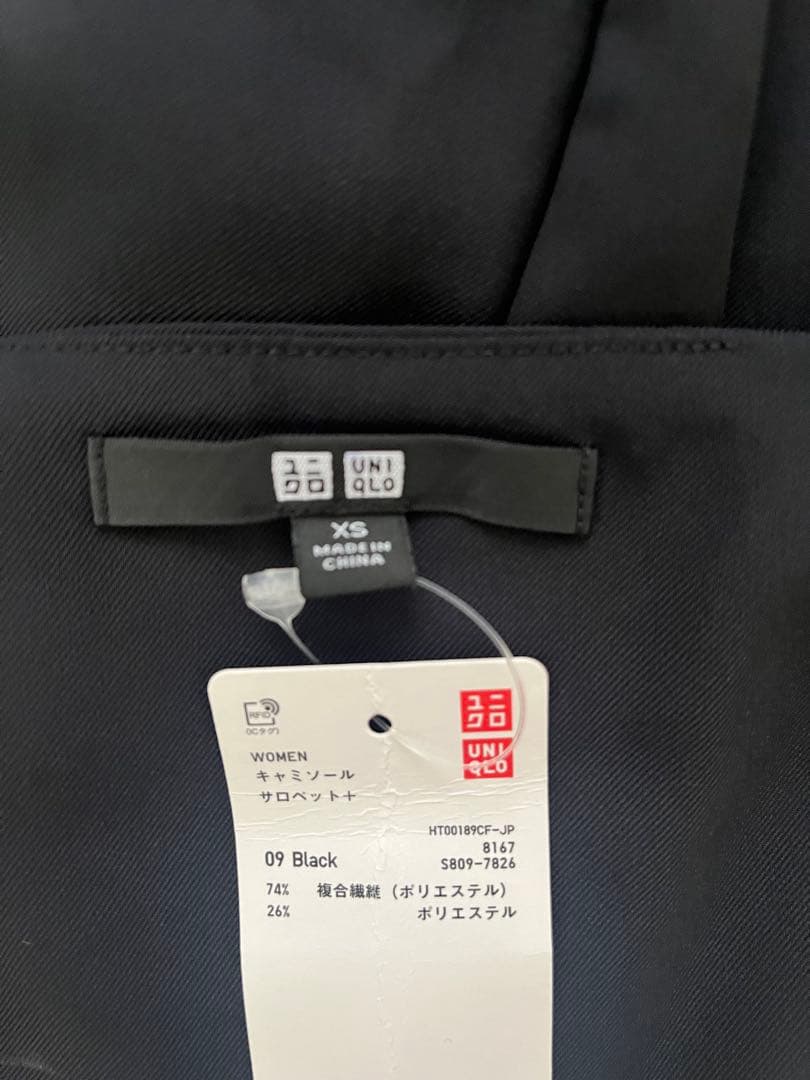 ユニ
クロ
UNI
QLO
XS
MADE IN
CHINA
RFID
(ICタグ)
ユニ
クロ
UNI
QLO
WOMEN
キャミソール
サロペット+
HT00189CF-JP
8167
09 Black
S809-7826
74% 複合繊維(ポリエステル)
26% ポリエステル